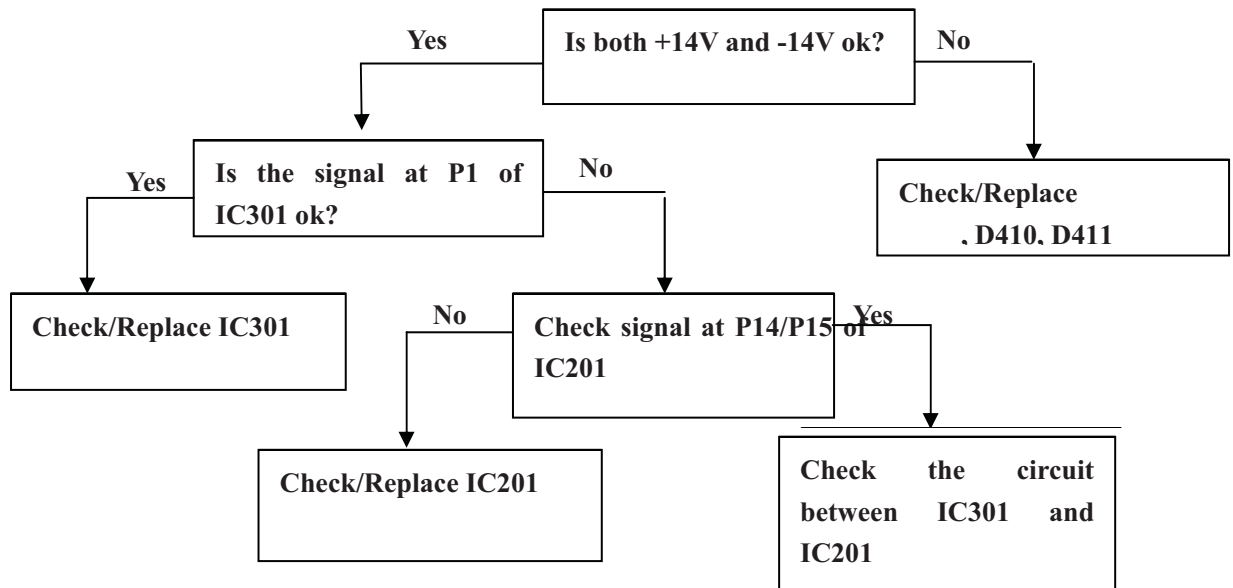 Yes
Is both +14V and -14V ok?
No
Yes
Is the signal at P1 of
IC301 ok?
No
Check/Replace
, D410, D411
Check/Replace IC301
No
Check signal at P14/P15 of
IC201
Yes
Check/Replace IC201
Check the circuit
between IC301 and
IC201